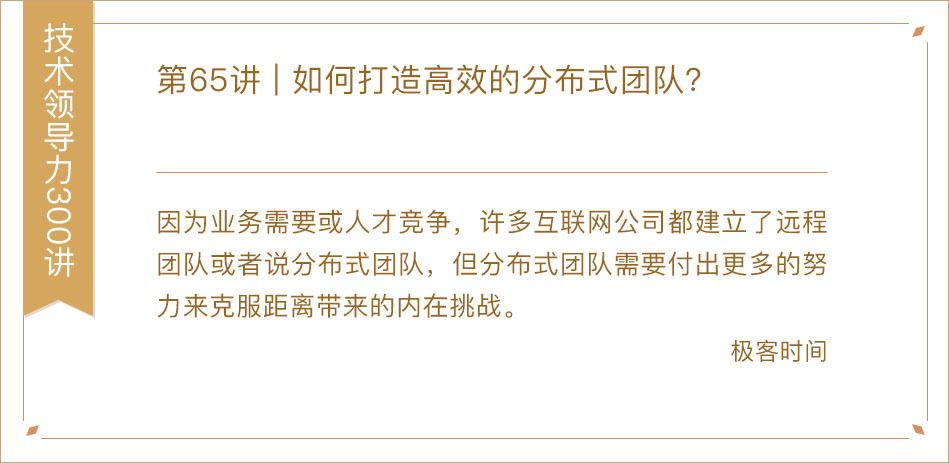 技术领导力300讲
第65讲 | 如何打造高效的分布式团队?
因为业务需要或人才竞争，许多互联网公司都建立了远程
团队或者说分布式团队，但分布式团队需要付出更多的努
力来克服距离带来的内在挑战。
极客时间